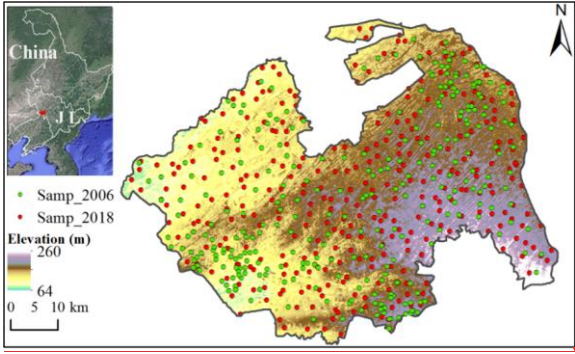 N
China
J L
Samp_2006
Samp_2018
Elevation (m)
260
64
0 5 10 km